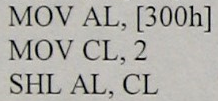 MOV AL, [300h]
MOV CL, 2
SHL AL, CL